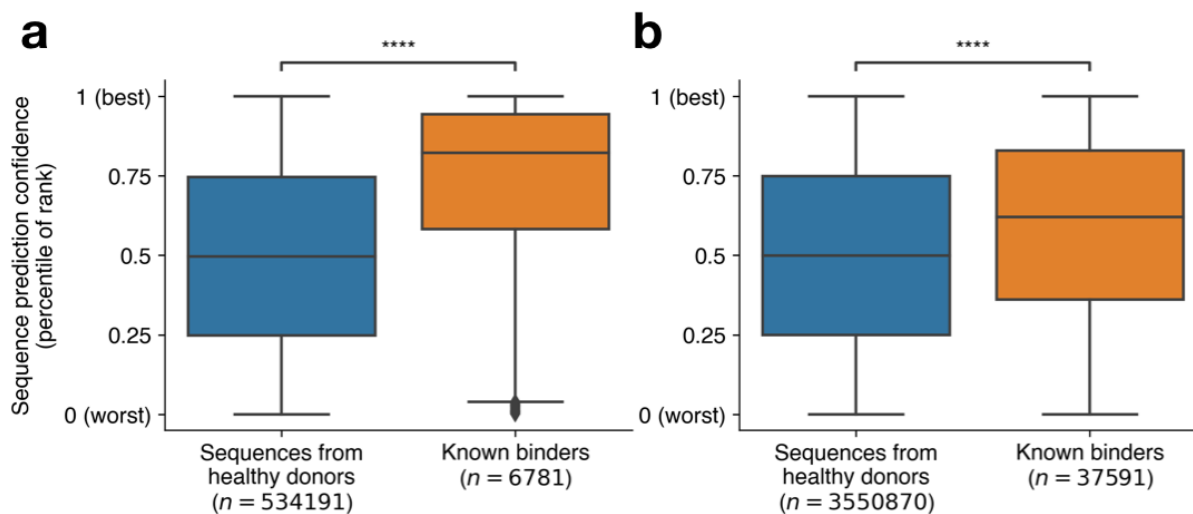 a
****
Sequence prediction confidence
(percentile of rank)
1 (best)
0.75
0.5
0.25
0 (worst)
Sequences from
healthy donors
(n = 534191)
Known binders
(n = 6781)
b
****
1 (best)
0.75
0.5
0.25
0 (worst)
Sequences from
healthy donors
(n = 3550870)
Known binders
(n = 37591)